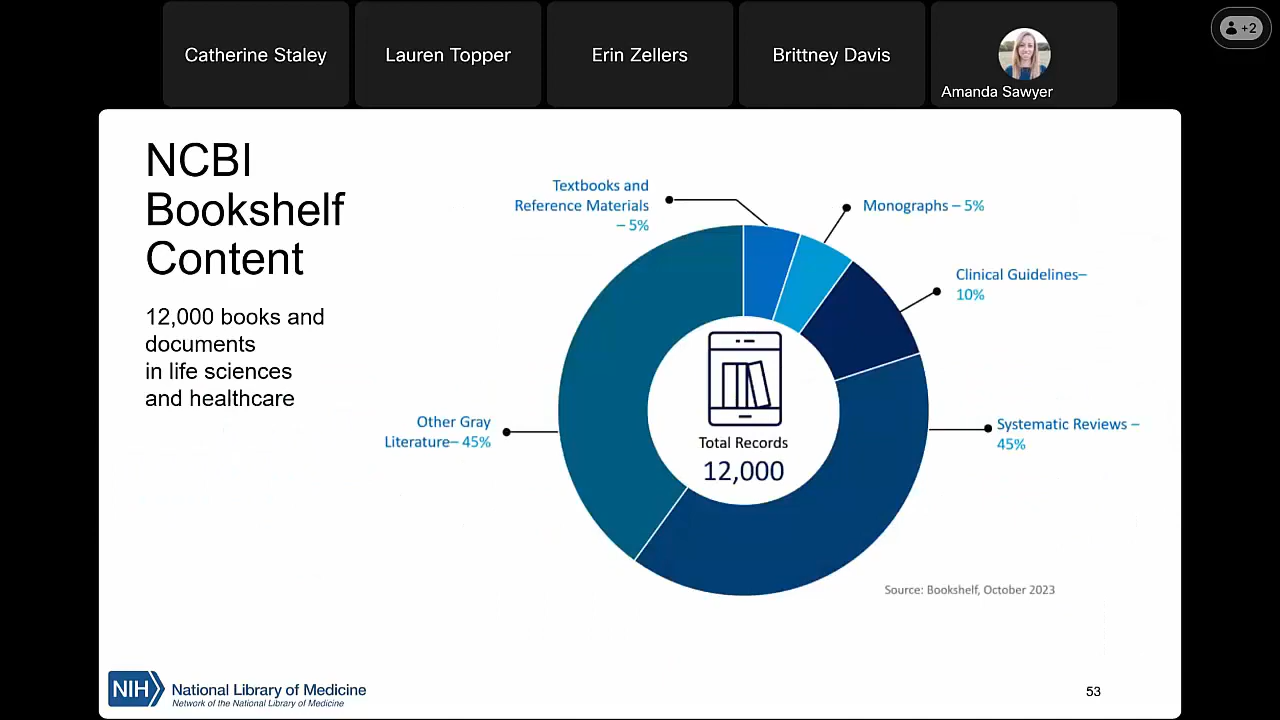 Catherine Staley
Lauren Topper
Erin Zellers
Brittney Davis
Amanda Sawyer
+2
NCBI
Bookshelf
Content
12,000 books and
documents
in life sciences
and healthcare
Textbooks and
Reference Materials
– 5%
Monographs – 5%
Clinical Guidelines–
10%
Other Gray
Literature– 45%
Systematic Reviews –
45%
Total Records
12,000
Source: Bookshelf, October 2023
NIH
National Library of Medicine
Network of the National Library of Medicine
53